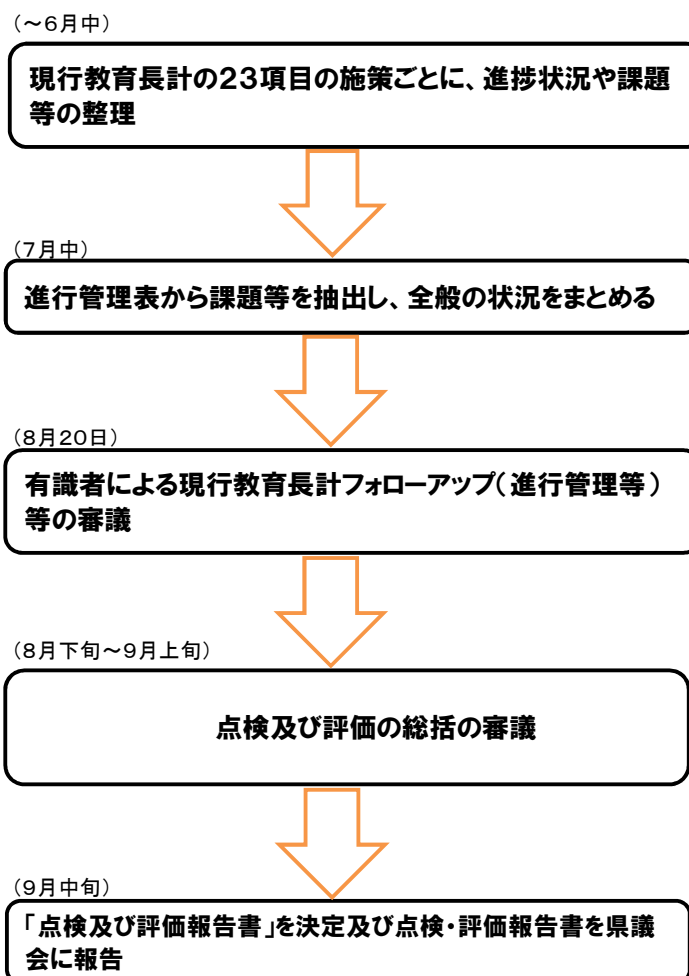 （～6月中）
現行教育長計の23項目の施策ごとに、進捗状況や課題
等の整理
（7月中）
進行管理表から課題等を抽出し、全般の状況をまとめる
（8月20日）
有識者による現行教育長計フォローアップ（進行管理等）
等の審議
（8月下旬～9月上旬）
点検及び評価の総括の審議
（9月中旬）
「点検及び評価報告書」を決定及び点検・評価報告書を県議
会に報告